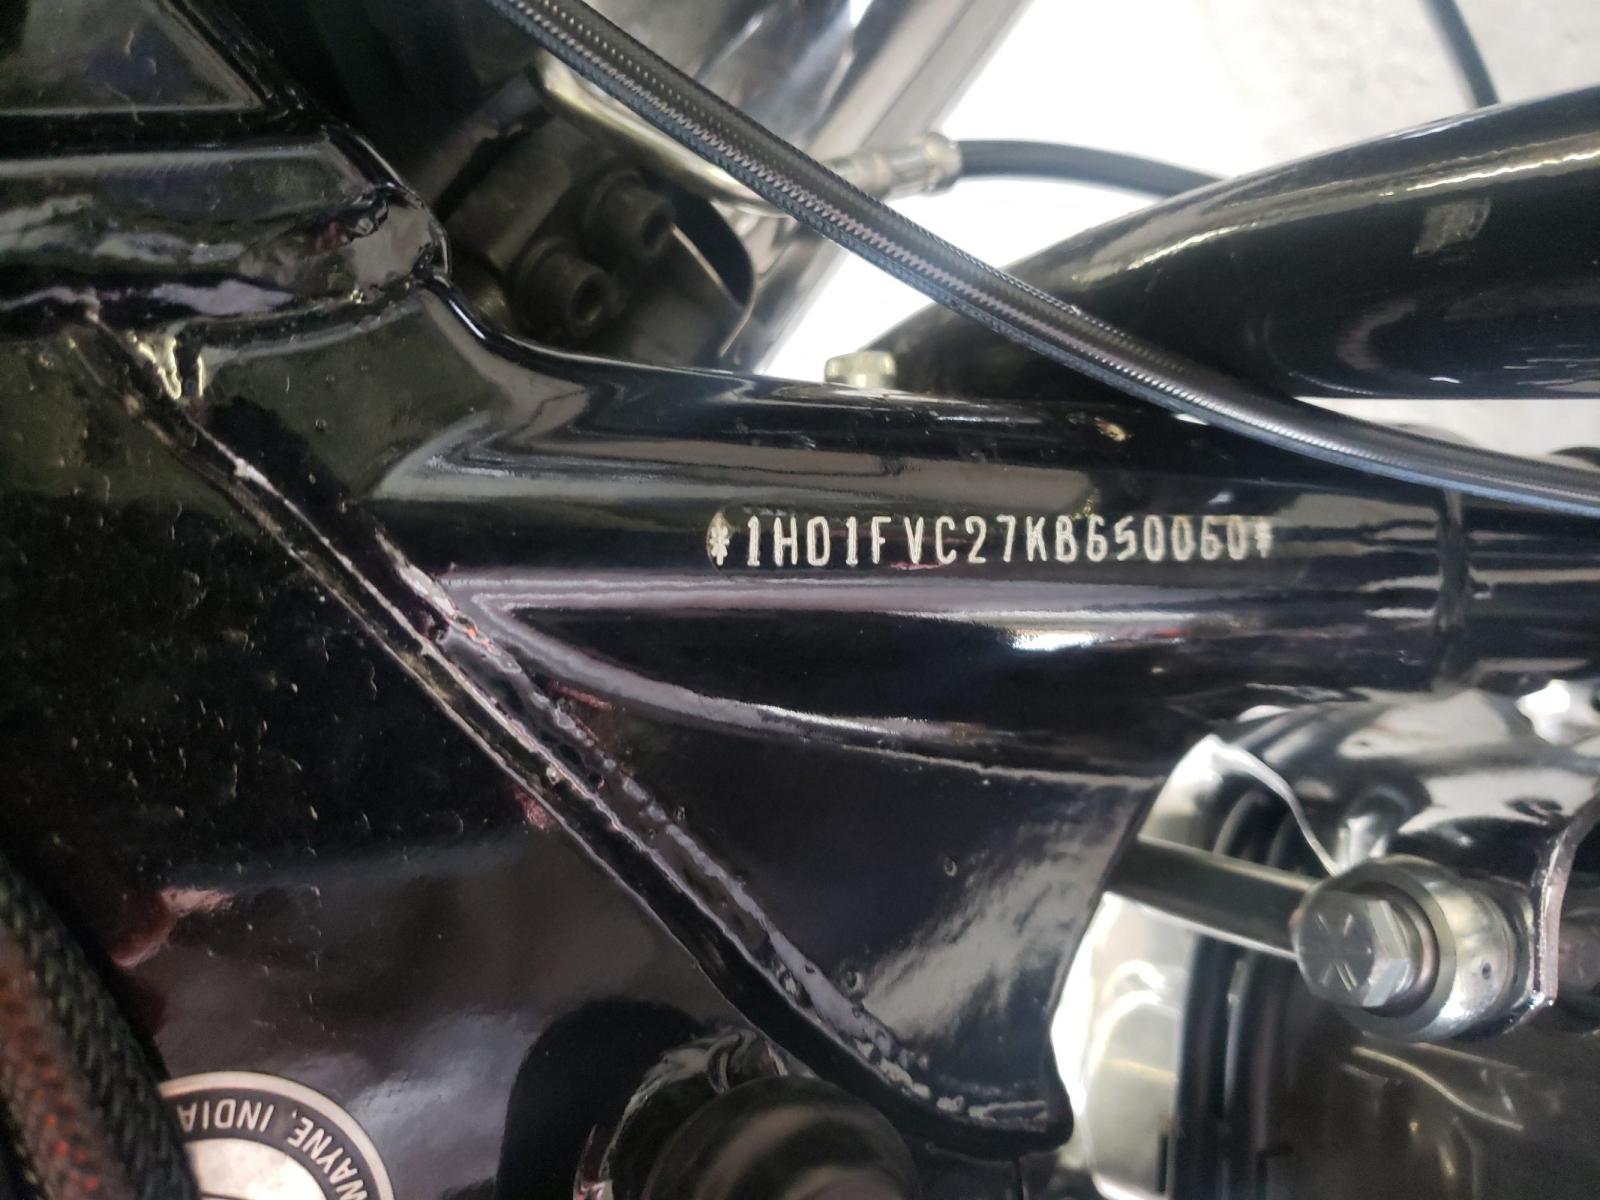 *1HD1FVC27KB650060*
WAYNE, INDIA